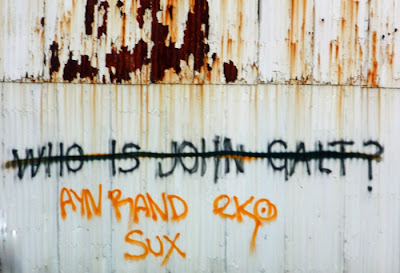 WHO IS JOHN GALT?
AYN RAND
SUX